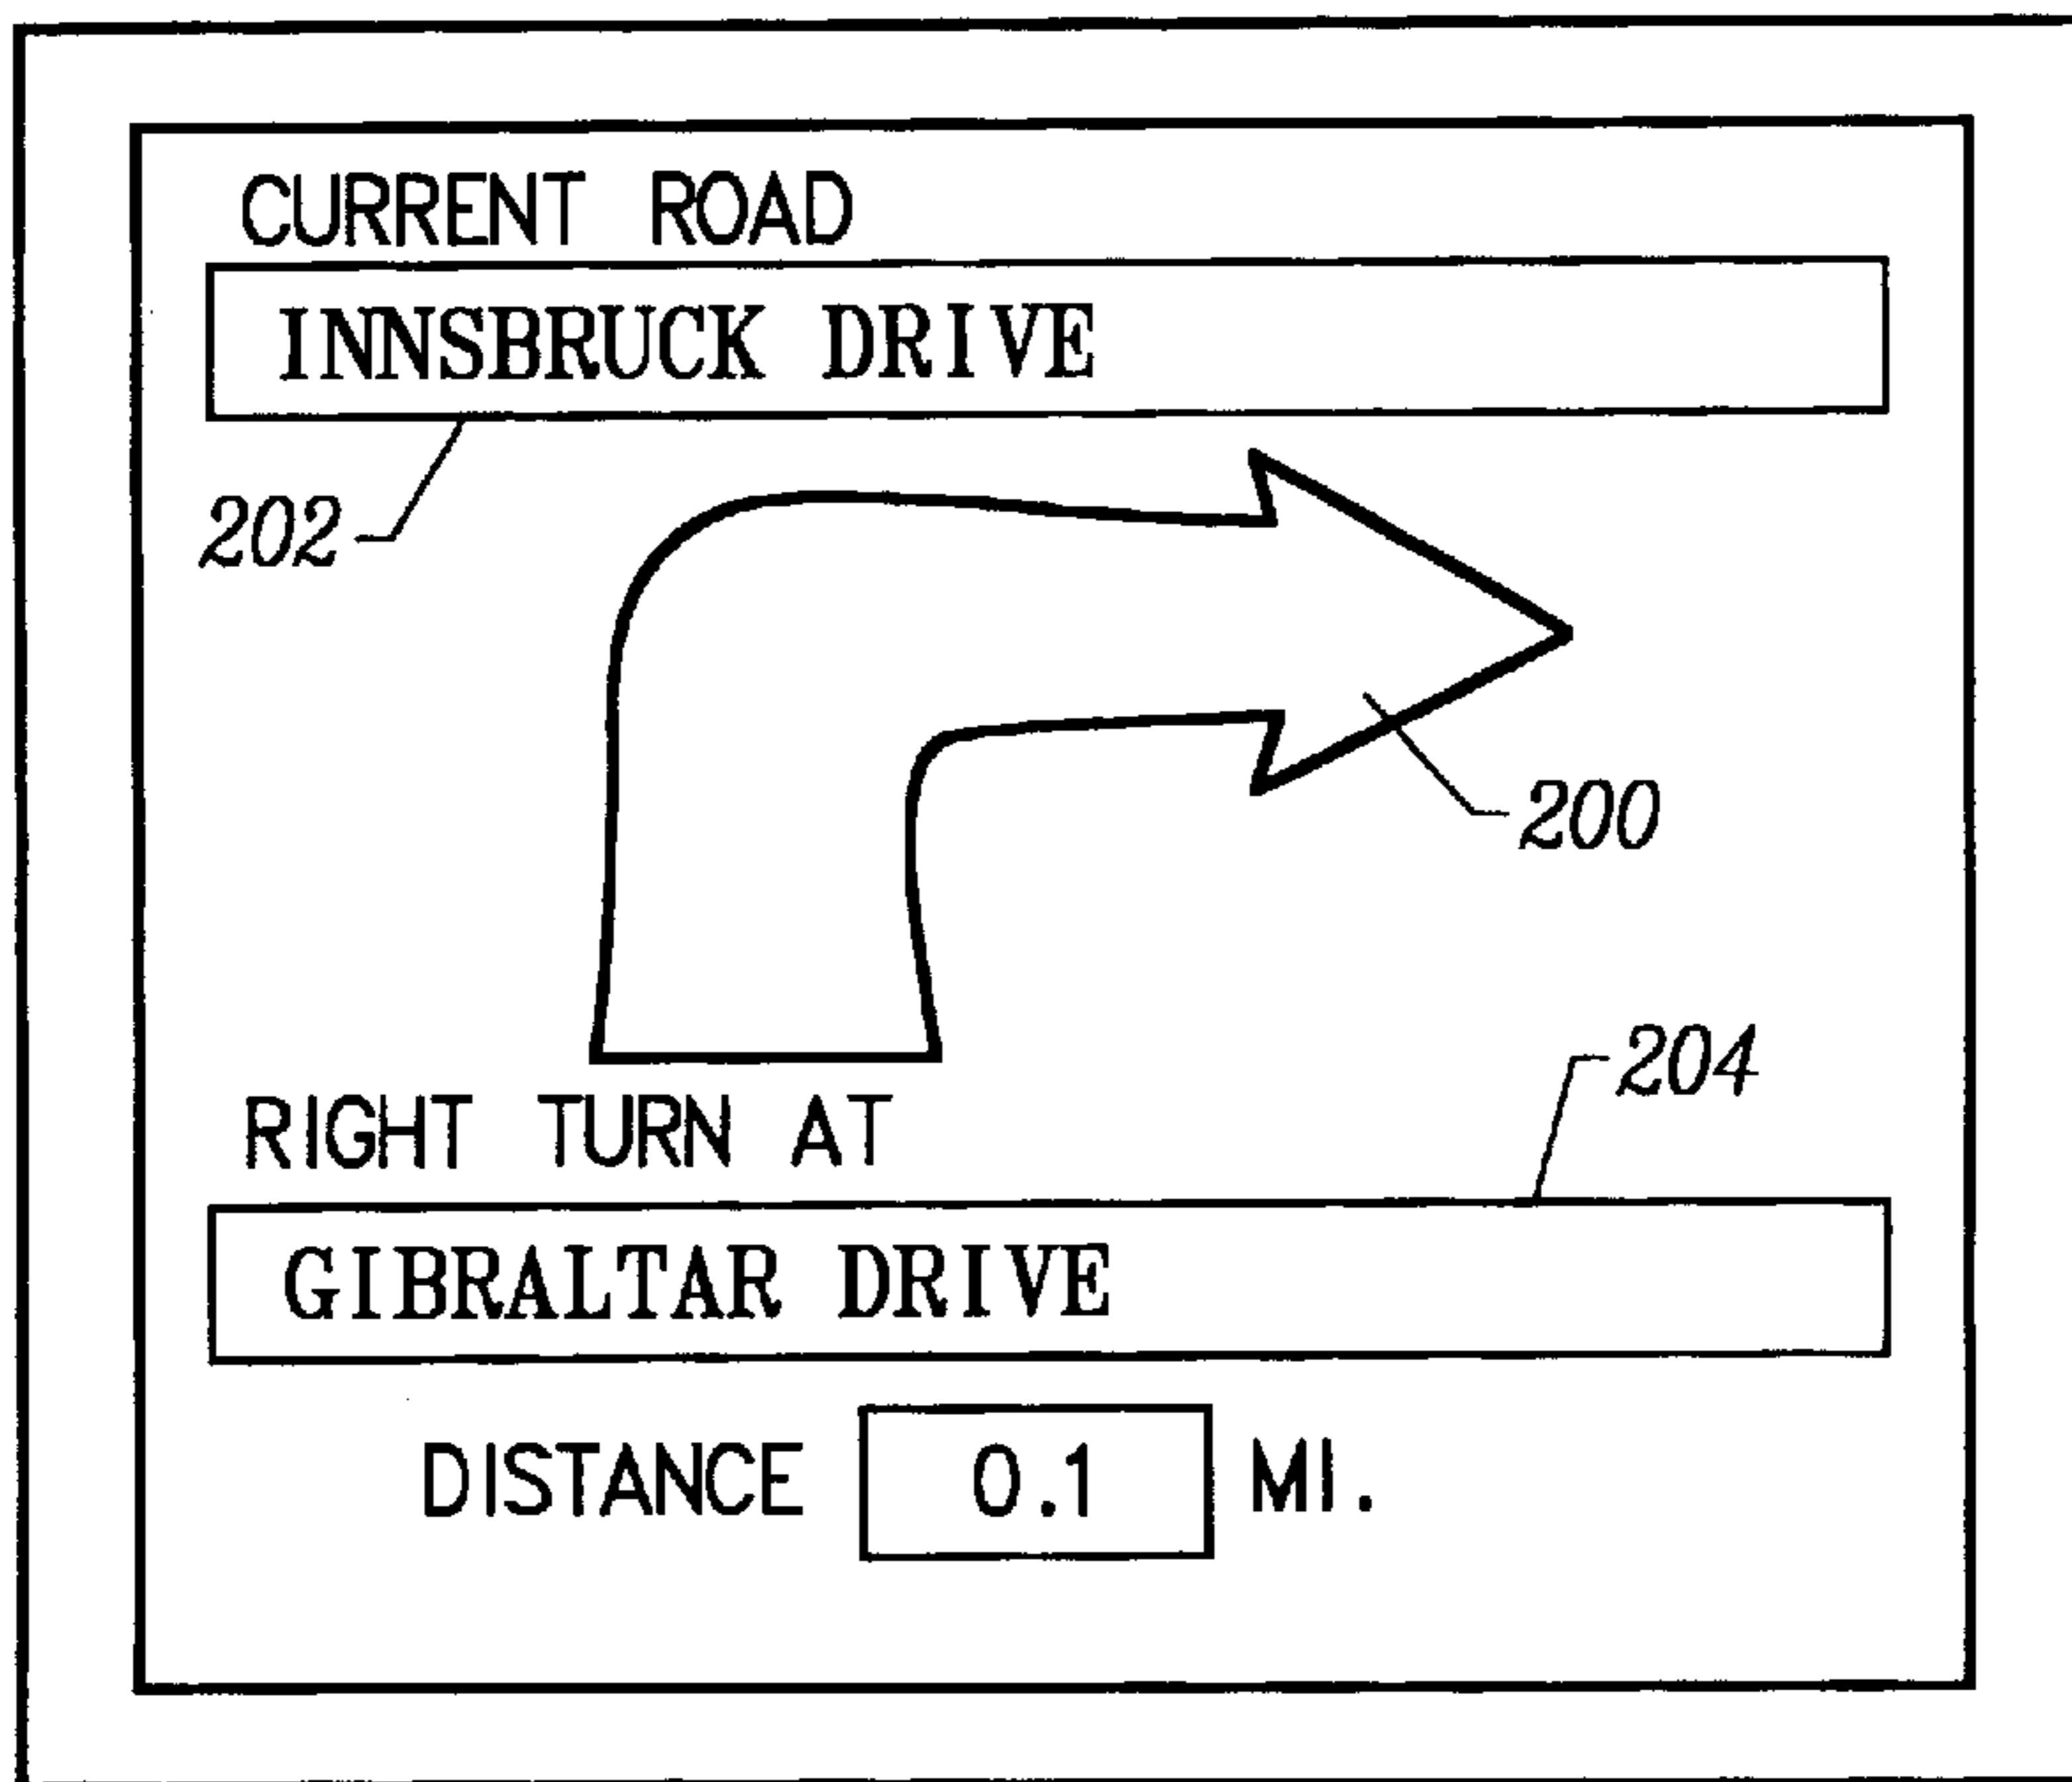 CURRENT ROAD
INNSBRUCK DRIVE
202
200
204
RIGHT TURN AT
GIBRALTAR DRIVE
DISTANCE 0.1 MI.